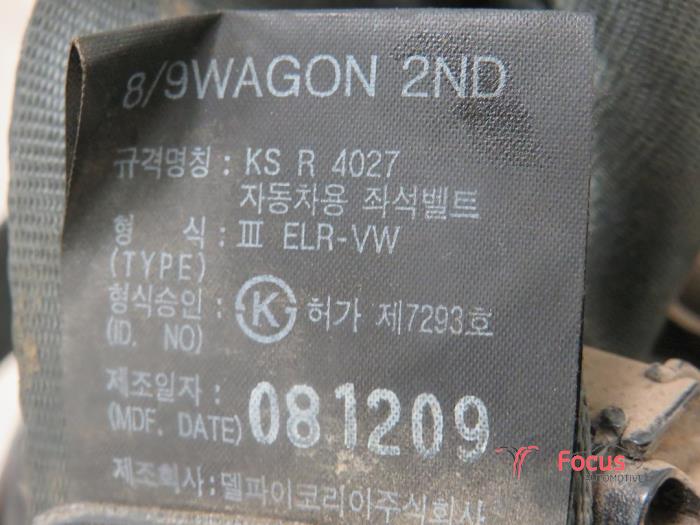 8/9WAGON 2ND
규격명칭 : KS R 4027
자동차용 좌석벨트
형 식 : Ⅲ ELR-VW
(TYPE)
형식승인 : K 허가 제7293호
(ID. NO)
제조일자 :
(MDF. DATE) 081209
제조회사 : 델파이코리아주식회사
Focus
AUTOMOTIVE